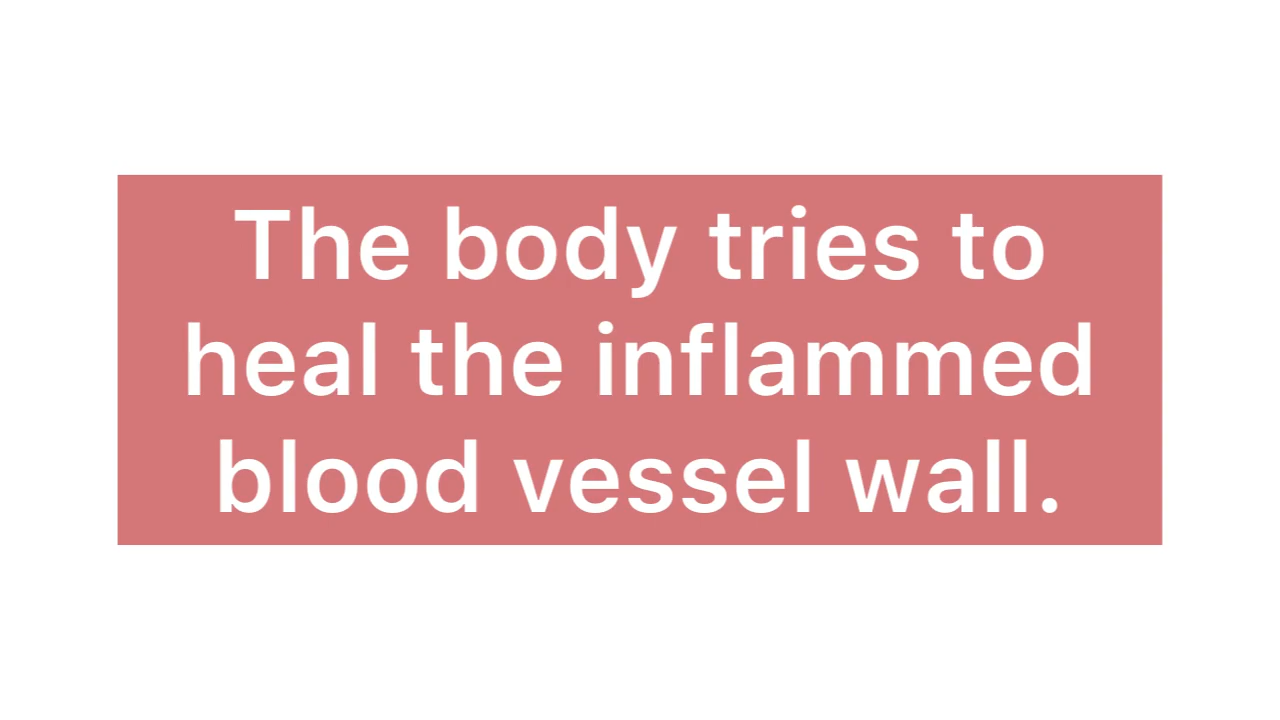 The body tries to
heal the inflammed
blood vessel wall.